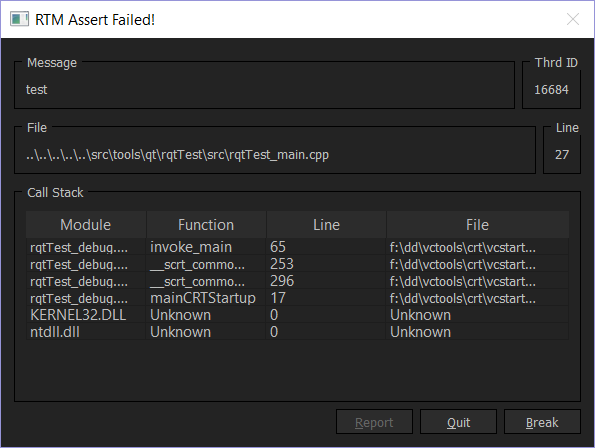 RTM Assert Failed!
Message Thrd ID
test 16684
File Line
..\..\..\..\..\src\tools\qt\rqtTest\src\rqtTest_main.cpp 27
Call Stack
Module Function Line File
rqtTest_debug.... invoke_main 65 f:\dd\vctools\crt\vcstart...
rqtTest_debug.... __scrt_commo... 253 f:\dd\vctools\crt\vcstart...
rqtTest_debug.... __scrt_commo... 296 f:\dd\vctools\crt\vcstart...
rqtTest_debug.... mainCRTStartup 17 f:\dd\vctools\crt\vcstart...
KERNEL32.DLL Unknown 0 Unknown
ntdll.dll Unknown 0 Unknown
Report Quit Break